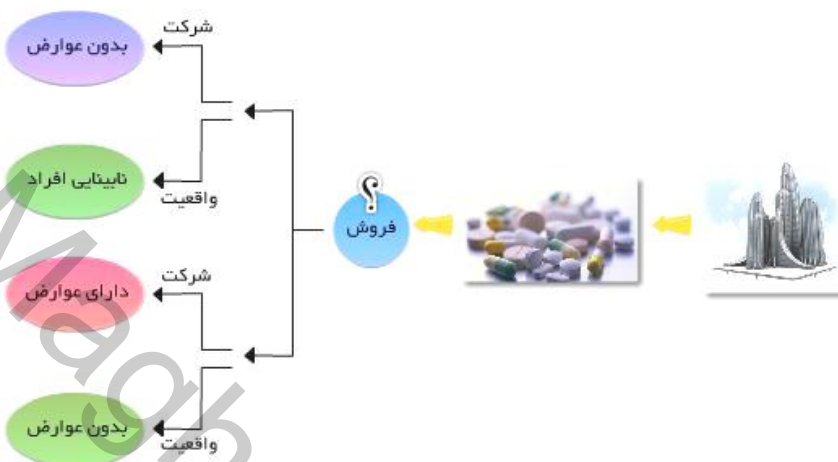 شرکت
بدون عوارض
نابینایی افراد
واقعیت
؟
فروش
شرکت
دارای عوارض
بدون عوارض
واقعیت